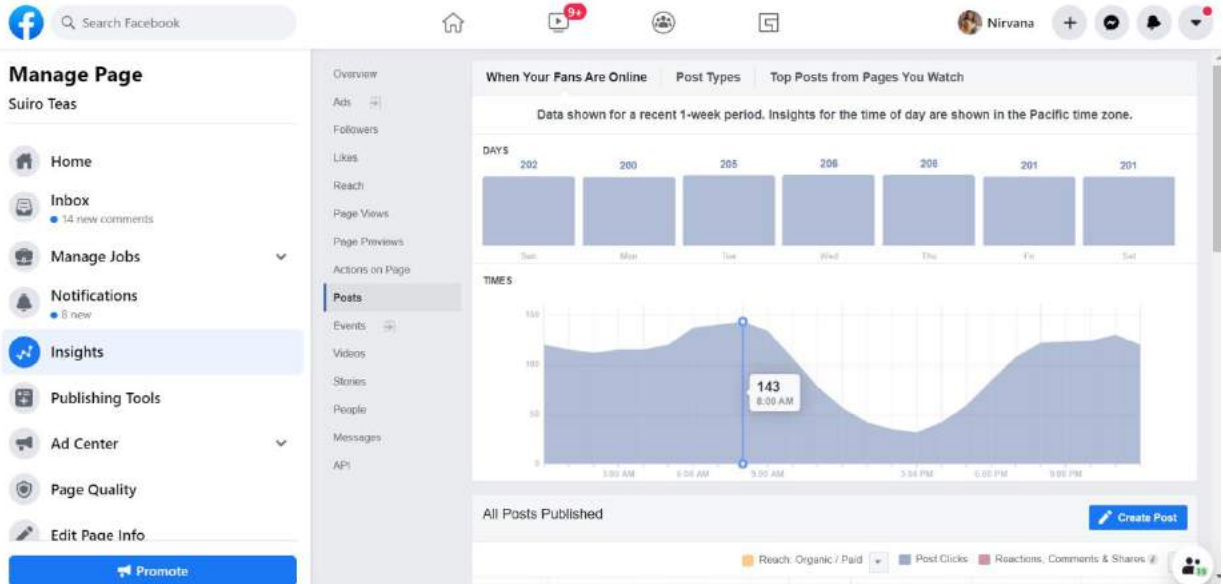 Search Facebook
9+
Nirvana
Manage Page
Suiro Teas
Home
Inbox
14 new comments
Manage Jobs
Notifications
8 new
Insights
Publishing Tools
Ad Center
Page Quality
Edit Page Info
Promote
Overview
Ads
Followers
Likes
Reach
Page Views
Page Previews
Actions on Page
Posts
Events
Videos
Stories
People
Messages
API
When Your Fans Are Online Post Types Top Posts from Pages You Watch
Data shown for a recent 1-week period. Insights for the time of day are shown in the Pacific time zone.
DAYS
202 200 205 206 206 201 201
Sun Mon Tue Wed Thu Fri Sat
TIMES
150
100
50
0
143
8:00 AM
3:00 AM 6:00 AM 9:00 AM 3:00 PM 6:00 PM 9:00 PM
All Posts Published
Create Post
Reach: Organic / Paid Post Clicks Reactions, Comments & Shares